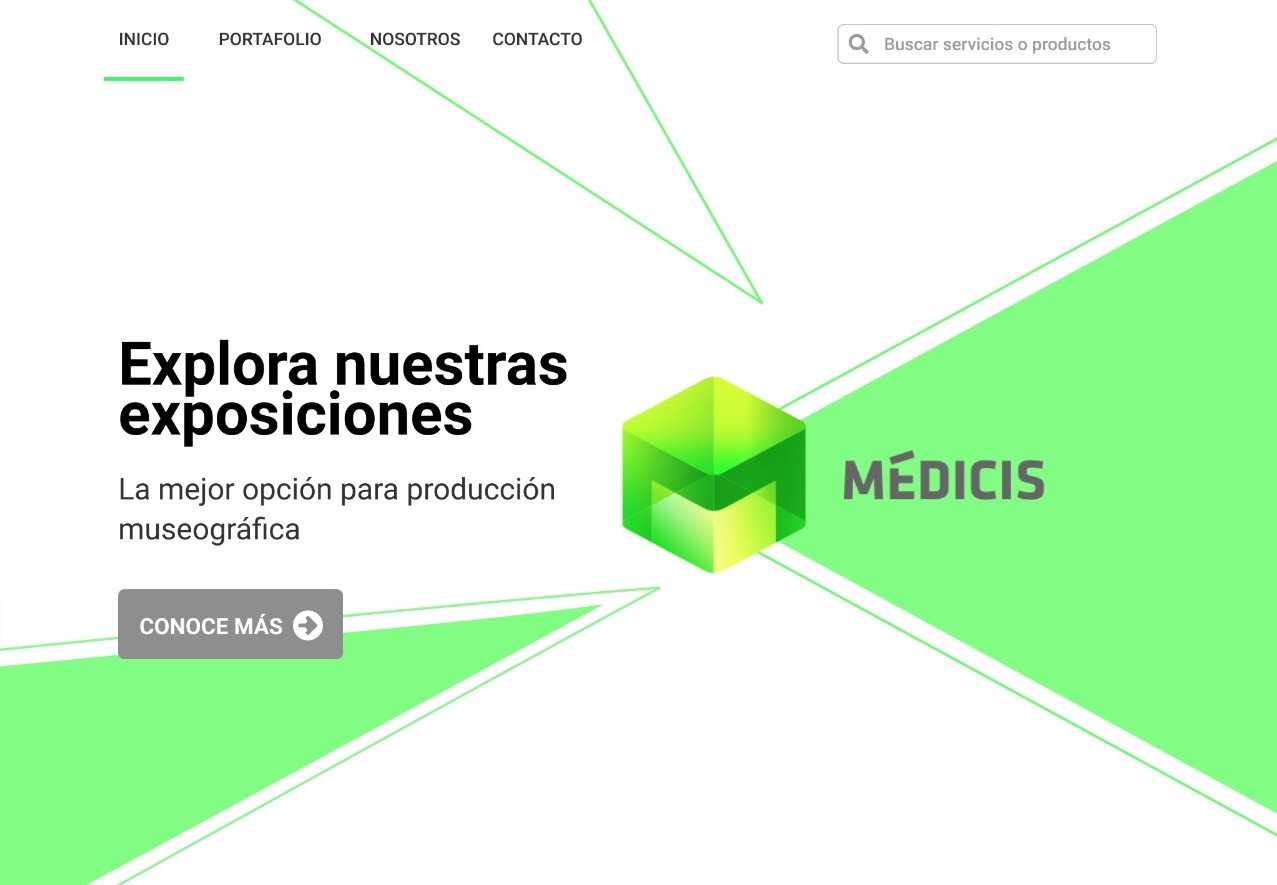 INICIO PORTAFOLIO NOSOTROS CONTACTO
Buscar servicios o productos
Explora nuestras
exposiciones
La mejor opción para producción
museográfica
CONOCE MÁS
MÉDICIS